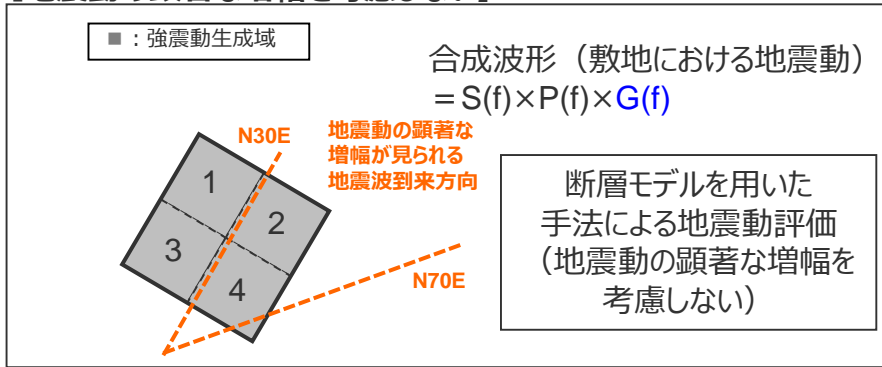 ■：強震動生成域
合成波形（敷地における地震動）
＝S(f)×P(f)×G(f)
N30E
地震動の顕著な
増幅が見られる
地震波到来方向
1
2
3
4
N70E
断層モデルを用いた
手法による地震動評価
（地震動の顕著な増幅を
考慮しない）